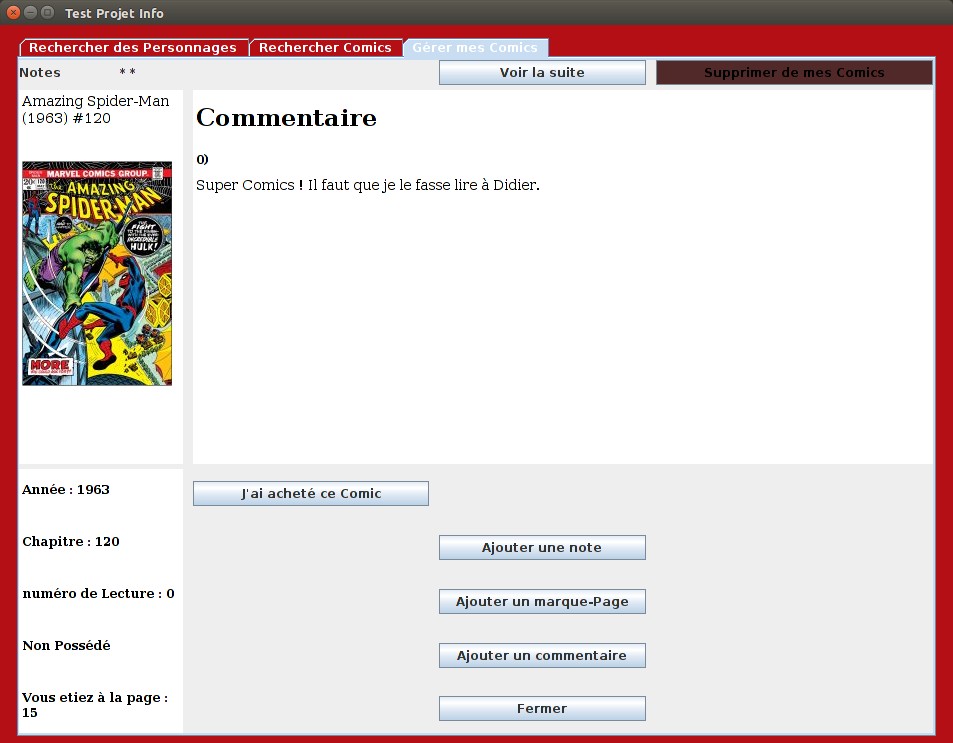 Test Projet Info
Rechercher des Personnages
Rechercher Comics
Gérer mes Comics
Notes
* *
Voir la suite
Supprimer de mes Comics
Amazing Spider-Man
(1963) #120
MARVEL COMICS GROUP
the AMAZING
SPIDER-MAN
THE
FIGHT
INCREDIBLE
HULK!
MORE
Commentaire
0)
Super Comics ! Il faut que je le fasse lire à Didier.
Année : 1963
Chapitre : 120
numéro de Lecture : 0
Non Possédé
Vous etiez à la page :
15
J'ai acheté ce Comic
Ajouter une note
Ajouter un marque-Page
Ajouter un commentaire
Fermer